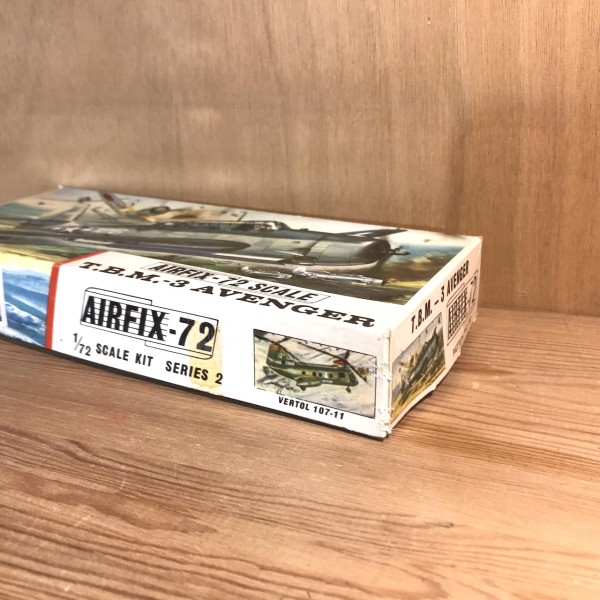 AIRFIX-72 SCALE
T.B.M.-3 AVENGER
AIRFIX-72
1/72 SCALE KIT SERIES 2
VERTOL 107-11
T.B.M.-3 AVENGER